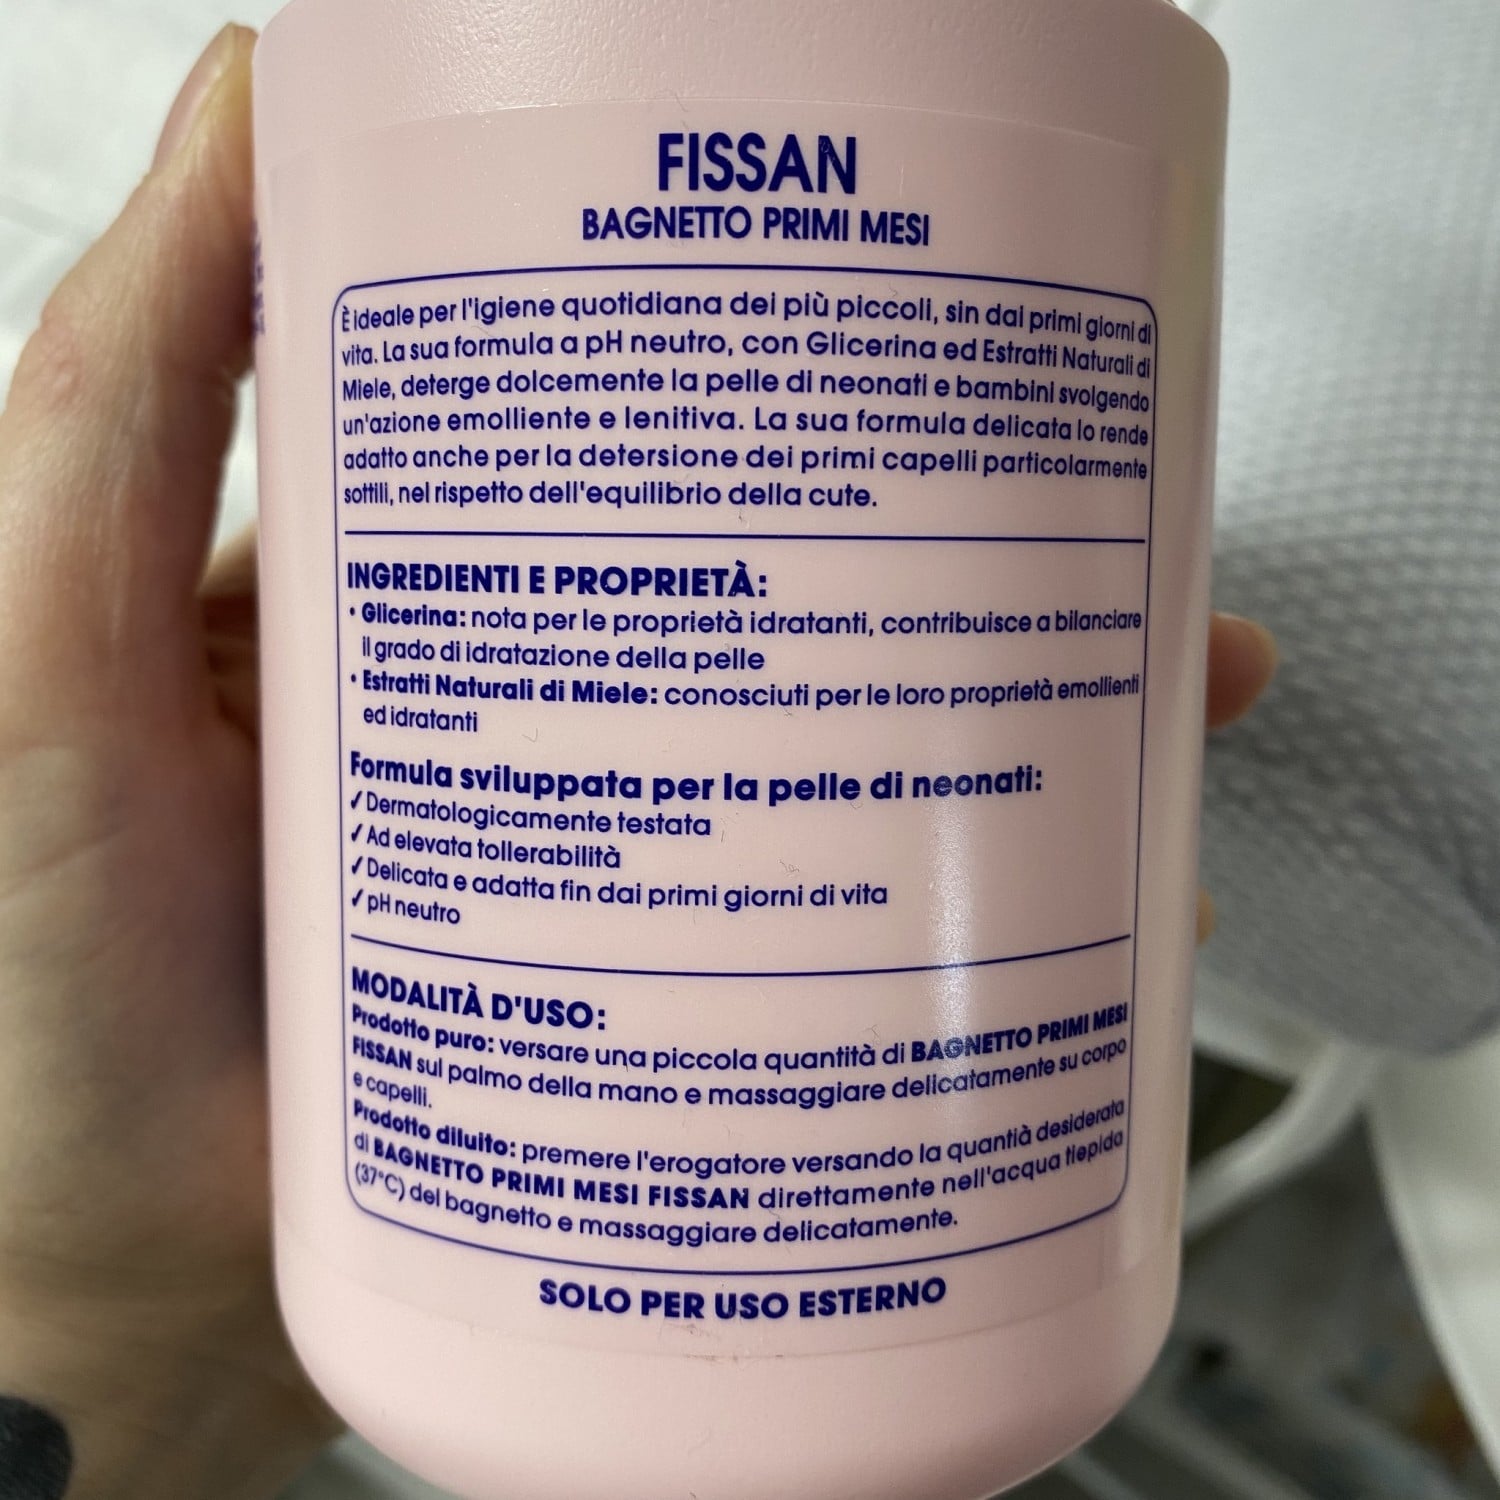 FISSAN
BAGNETTO PRIMI MESI
È ideale per l'igiene quotidiana dei più piccoli, sin dai primi giorni di
vita. La sua formula a pH neutro, con Glicerina ed Estratti Naturali di
Miele, deterge dolcemente la pelle di neonati e bambini svolgendo
un'azione emolliente e lenitiva. La sua formula delicata lo rende
adatto anche per la detersione dei primi capelli particolarmente
sottili, nel rispetto dell'equilibrio della cute.
INGREDIENTI E PROPRIETÀ:
• Glicerina: nota per le proprietà idratanti, contribuisce a bilanciare
il grado di idratazione della pelle
• Estratti Naturali di Miele: conosciuti per le loro proprietà emollienti
ed idratanti
Formula sviluppata per la pelle di neonati:
✓ Dermatologicamente testata
✓ Ad elevata tollerabilità
✓ Delicata e adatta fin dai primi giorni di vita
✓ pH neutro
MODALITÀ D'USO:
Prodotto puro: versare una piccola quantità di BAGNETTO PRIMI MESI
FISSAN sul palmo della mano e massaggiare delicatamente su corpo
e capelli.
Prodotto diluito: premere l'erogatore versando la quantià desiderata
di BAGNETTO PRIMI MESI FISSAN direttamente nell'acqua tiepida
(37°C) del bagnetto e massaggiare delicatamente.
SOLO PER USO ESTERNO